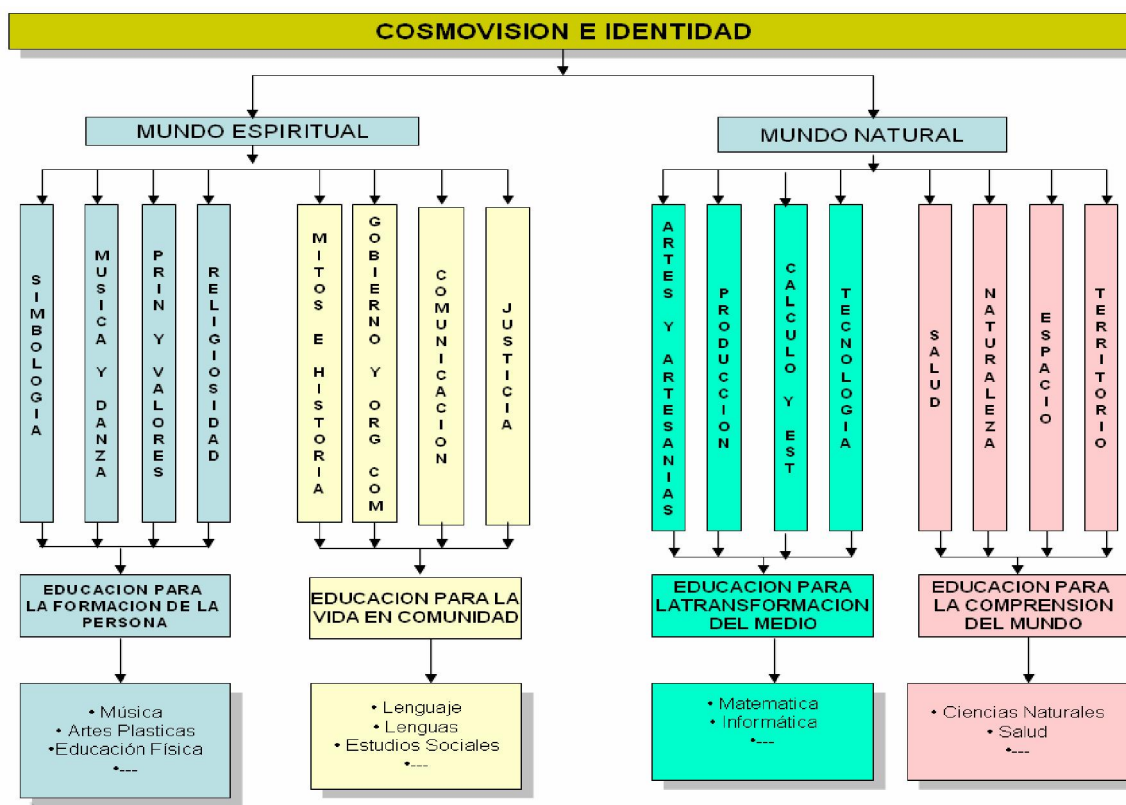 COSMOVISION E IDENTIDAD
MUNDO ESPIRITUAL
MUNDO NATURAL
SIMBOLOGIA
MUSICA Y DANZA
PRIN Y VALORES
RELIGIOSIDAD
MITOS E HISTORIA
GOBIERNO Y ORG COM
COMUNICACION
JUSTICIA
ARTES Y ARTESANIAS
PRODUCCION
CALCULO Y EST
TECNOLOGIA
SALUD
NATURALEZA
ESPACIO
TERRITORIO
EDUCACION PARA
LA FORMACION DE LA
PERSONA
EDUCACION PARA LA
VIDA EN COMUNIDAD
EDUCACION PARA
LATRANSFORMACION
DEL MEDIO
EDUCACION PARA
LA COMPRENSION
DEL MUNDO
• Música
• Artes Plasticas
•Educación Física
•---
• Lenguaje
• Lenguas
• Estudios Sociales
•---
• Matematica
• Informática
•---
• Ciencias Naturales
• Salud
•---